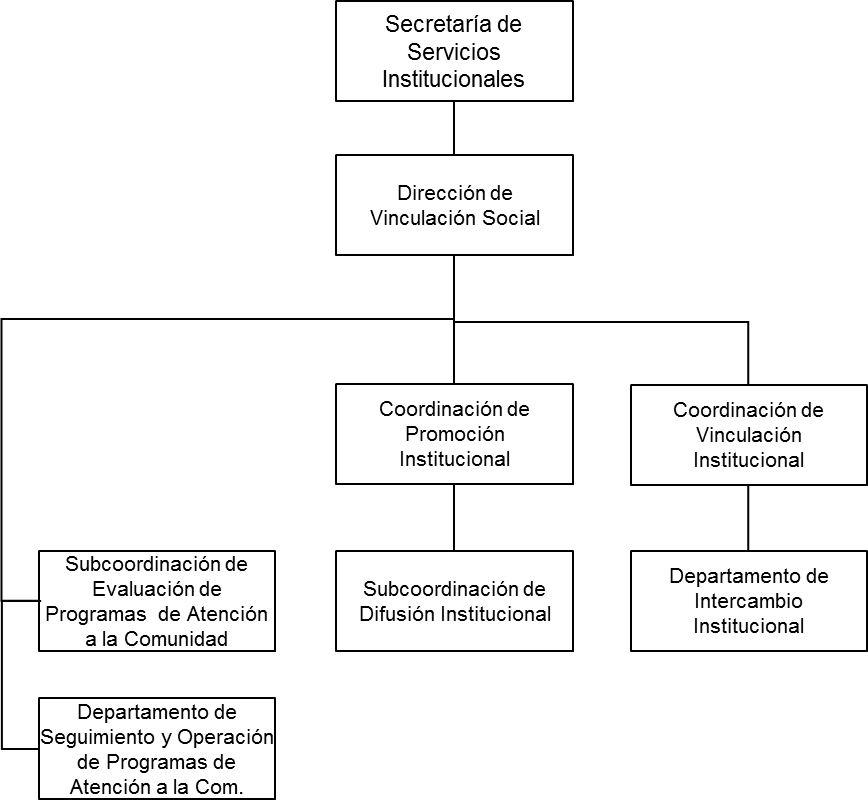 Secretaría de
Servicios
Institucionales
Dirección de
Vinculación Social
Coordinación de
Promoción
Institucional
Coordinación de
Vinculación
Institucional
Subcoordinación de
Evaluación de
Programas de Atención
a la Comunidad
Subcoordinación de
Difusión Institucional
Departamento de
Intercambio
Institucional
Departamento de
Seguimiento y Operación
de Programas de
Atención a la Com.